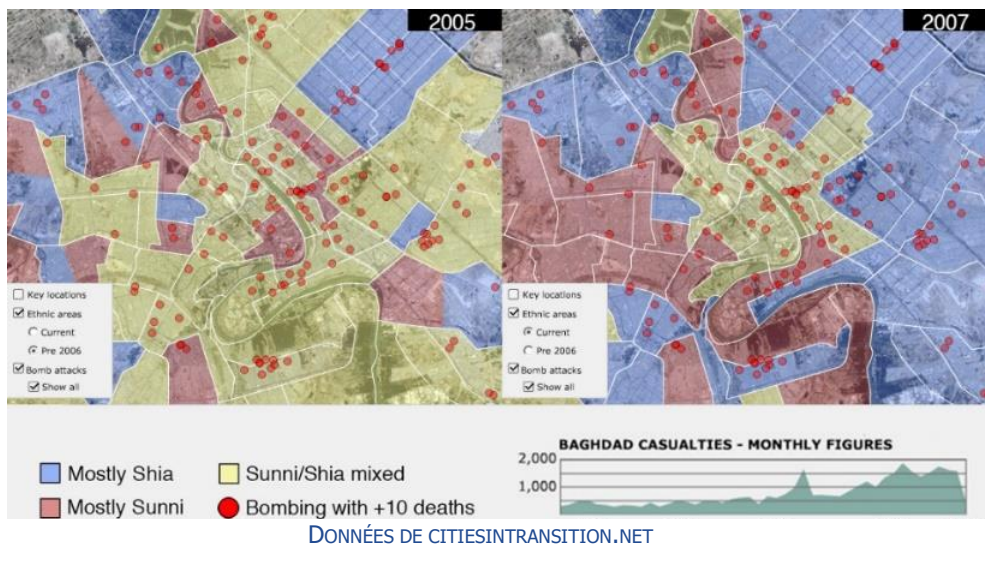 2005
2007
Key locations
Ethnic areas
Current
Pre 2006
Bomb attacks
Show all
Key locations
Ethnic areas
Current
Pre 2006
Bomb attacks
Show all
Mostly Shia
Sunni/Shia mixed
Mostly Sunni
Bombing with +10 deaths
BAGHDAD CASUALTIES - MONTHLY FIGURES
2,000
1,000
DONNÉES DE CITIESINTRANSITION.NET